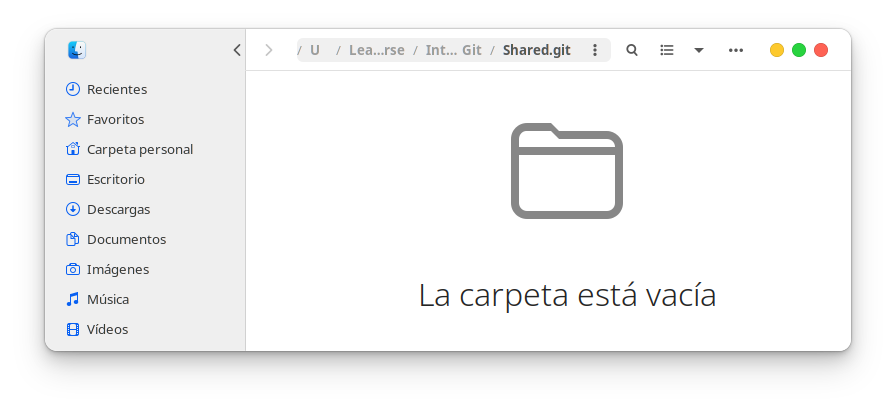 / U / Lea...rse / Int... Git / Shared.git
Recientes
Favoritos
Carpeta personal
Escritorio
Descargas
Documentos
Imágenes
Música
Vídeos
La carpeta está vacía